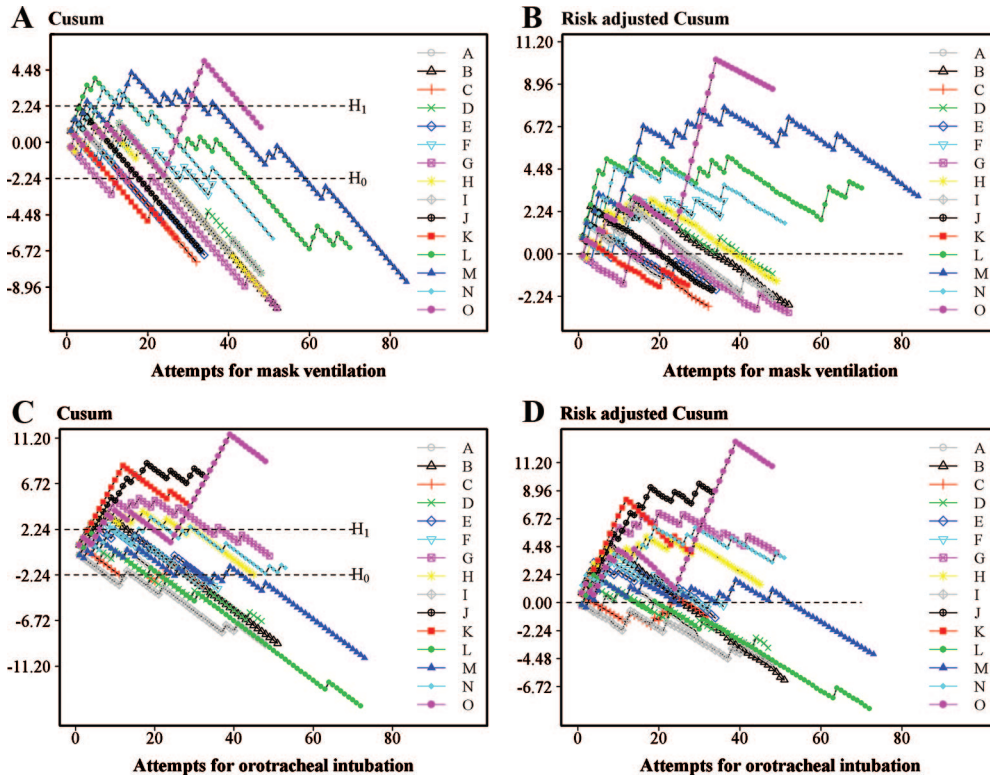 A Cusum
4.48
2.24
0.00
-2.24
-4.48
-6.72
-8.96
H1
H0
A
B
C
D
E
F
G
H
I
J
K
L
M
N
O
0 20 40 60 80
Attempts for mask ventilation
B Risk adjusted Cusum
11.20
8.96
6.72
4.48
2.24
0.00
-2.24
A
B
C
D
E
F
G
H
I
J
K
L
M
N
O
0 20 40 60 80
Attempts for mask ventilation
C Cusum
11.20
6.72
2.24
-2.24
-6.72
-11.20
H1
H0
A
B
C
D
E
F
G
H
I
J
K
L
M
N
O
0 20 40 60 80
Attempts for orotracheal intubation
D Risk adjusted Cusum
11.20
8.96
6.72
4.48
2.24
0.00
-2.24
-4.48
-6.72
A
B
C
D
E
F
G
H
I
J
K
L
M
N
O
0 20 40 60 80
Attempts for orotracheal intubation